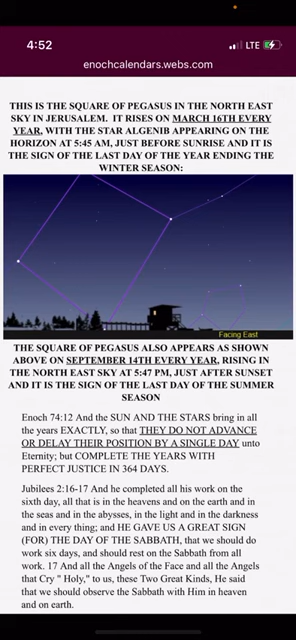 4:52
LTE
enochcalendars.webs.com
THIS IS THE SQUARE OF PEGASUS IN THE NORTH EAST
SKY IN JERUSALEM. IT RISES ON MARCH 16TH EVERY
YEAR, WITH THE STAR ALGENIB APPEARING ON THE
HORIZON AT 5:45 AM, JUST BEFORE SUNRISE AND IT IS
THE SIGN OF THE LAST DAY OF THE YEAR ENDING THE
WINTER SEASON:
Facing East
THE SQUARE OF PEGASUS ALSO APPEARS AS SHOWN
ABOVE ON SEPTEMBER 14TH EVERY YEAR, RISING IN
THE NORTH EAST SKY AT 5:47 PM, JUST AFTER SUNSET
AND IT IS THE SIGN OF THE LAST DAY OF THE SUMMER
SEASON
Enoch 74:12 And the SUN AND THE STARS bring in all
the years EXACTLY, so that THEY DO NOT ADVANCE
OR DELAY THEIR POSITION BY A SINGLE DAY unto
Eternity; but COMPLETE THE YEARS WITH
PERFECT JUSTICE IN 364 DAYS.
Jubilees 2:16-17 And he completed all his work on the
sixth day, all that is in the heavens and on the earth and in
the seas and in the abysses, in the light and in the darkness
and in every thing; and HE GAVE US A GREAT SIGN
(FOR) THE DAY OF THE SABBATH, that we should do
work six days, and should rest on the Sabbath from all
work. 17 And all the Angels of the Face and all the Angels
that Cry " Holy," to us, these Two Great Kinds, He said
that we should observe the Sabbath with Him in heaven
and on earth.